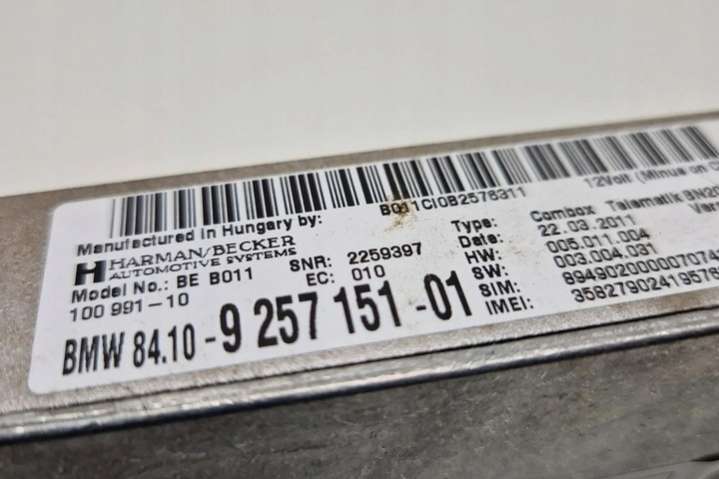 B011CI0B2578311
12Volt (Minus on
Manufactured in Hungary by:
HARMAN/BECKER
AUTOMOTIVE SYSTEMS
Model No.: BE B011
100 991-10
SNR: 2259397
EC: 010
Type: Combox Telematik
Date: 22.03.2011
HW: 005.011.004
SW: 003.004.031
SIM: 89490200000707
IMEI: 3582790241957
BMW 84.10-9 257 151-01